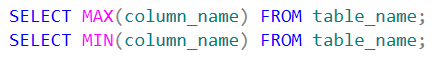 SELECT MAX(column_name) FROM table_name;
SELECT MIN(column_name) FROM table_name;